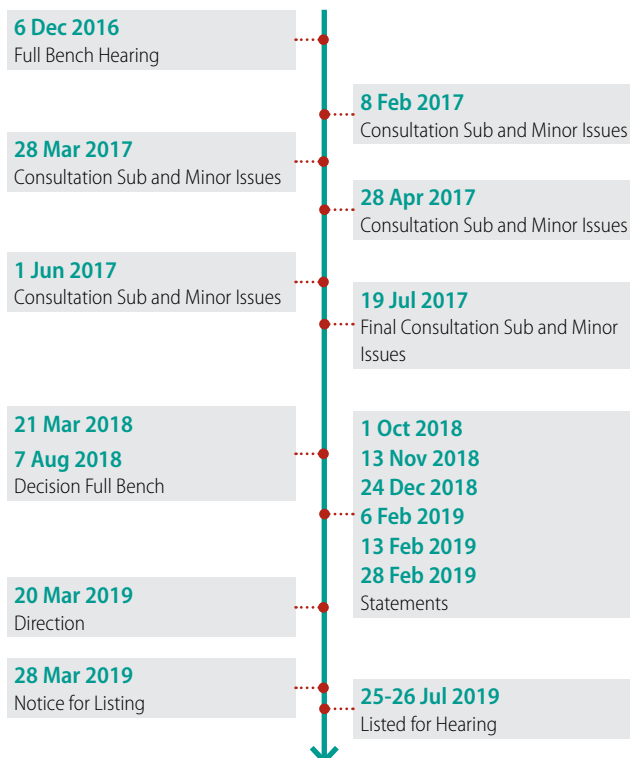 6 Dec 2016
Full Bench Hearing
8 Feb 2017
Consultation Sub and Minor Issues
28 Mar 2017
Consultation Sub and Minor Issues
28 Apr 2017
Consultation Sub and Minor Issues
1 Jun 2017
Consultation Sub and Minor Issues
19 Jul 2017
Final Consultation Sub and Minor
Issues
21 Mar 2018
7 Aug 2018
Decision Full Bench
1 Oct 2018
13 Nov 2018
24 Dec 2018
6 Feb 2019
13 Feb 2019
28 Feb 2019
Statements
20 Mar 2019
Direction
28 Mar 2019
Notice for Listing
25-26 Jul 2019
Listed for Hearing